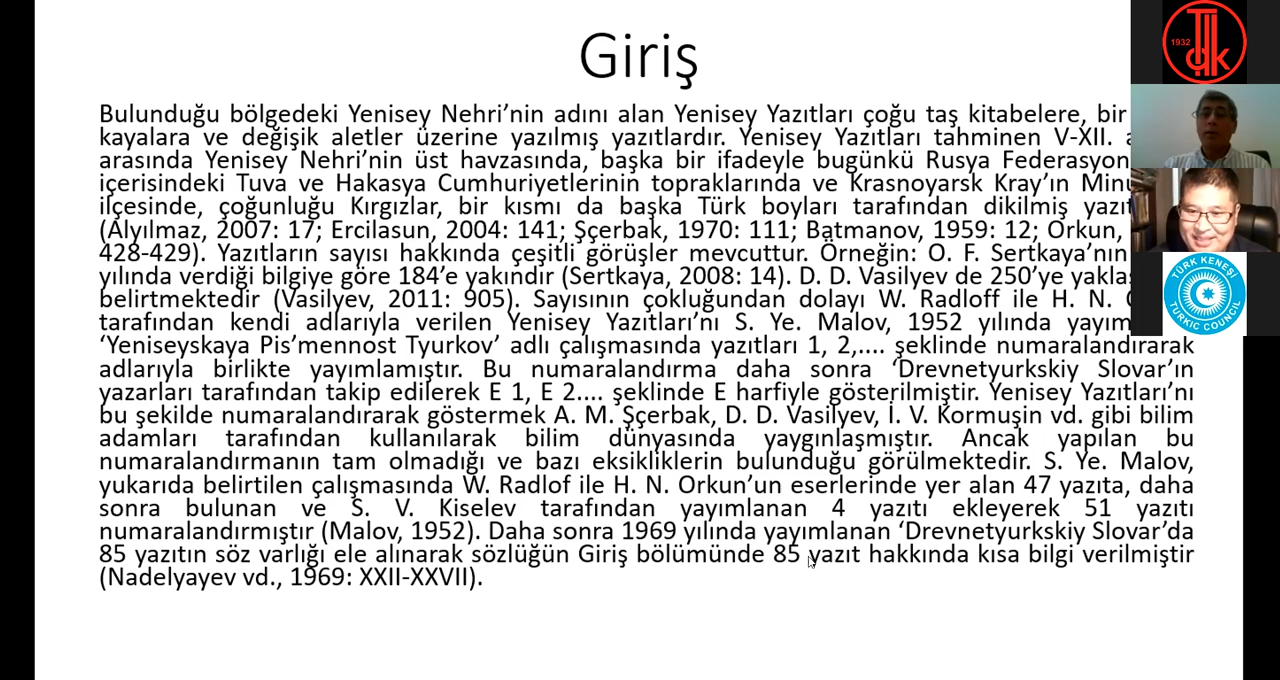 Giriş
Bulunduğu bölgedeki Yenisey Nehri’nin adını alan Yenisey Yazıtları çoğu taş kitabelere, bir
kayalara ve değişik aletler üzerine yazılmış yazıtlardır. Yenisey Yazıtları tahminen V-XII.
arasında Yenisey Nehri’nin üst havzasında, başka bir ifadeyle bugünkü Rusya
içerisindeki Tuva ve Hakasya Cumhuriyetlerinin topraklarında ve Krasnoyarsk Kray’ın
ilçesinde, çoğunluğu Kırgızlar, bir kısmı da başka Türk boyları tarafından dikilmiş
(Alyılmaz, 2007: 17; Ercilasun, 2004: 141; Şçerbak, 1970: 111; Batmanov, 1959: 12; Orkun,
428-429). Yazıtların sayısı hakkında çeşitli görüşler mevcuttur. Örneğin: O. F. Sertkaya’nın
yılında verdiği bilgiye göre 184’e yakındır (Sertkaya, 2008: 14). D. D. Vasilyev de 250’ye
belirtmektedir (Vasilyev, 2011: 905). Sayısının çokluğundan dolayı W. Radloff ile H. N.
tarafından kendi adlarıyla verilen Yenisey Yazıtları’nı S. Ye. Malov, 1952 yılında
‘Yeniseyskaya Pis’mennost Tyurkov’ adlı çalışmasında yazıtları 1, 2,.... şeklinde numaralandırarak
adlarıyla birlikte yayımlamıştır. Bu numaralandırma daha sonra ‘Drevnetyurkskiy Slovar’ın
yazarları tarafından takip edilerek E 1, E 2.... şeklinde E harfiyle gösterilmiştir. Yenisey Yazıtları’nı
bu şekilde numaralandırarak göstermek A. M. Şçerbak, D. D. Vasilyev, İ. V. Kormuşin vd. gibi bilim
adamları tarafından kullanılarak bilim dünyasında yaygınlaşmıştır. Ancak yapılan bu
numaralandırmanın tam olmadığı ve bazı eksikliklerin bulunduğu görülmektedir. S. Ye. Malov,
yukarıda belirtilen çalışmasında W. Radlof ile H. N. Orkun’un eserlerinde yer alan 47 yazıta, daha
sonra bulunan ve S. V. Kiselev tarafından yayımlanan 4 yazıtı ekleyerek 51 yazıtı
numaralandırmıştır (Malov, 1952). Daha sonra 1969 yılında yayımlanan ‘Drevnetyurkskiy Slovar’da
85 yazıtın söz varlığı ele alınarak sözlüğün Giriş bölümünde 85 yazıt hakkında kısa bilgi verilmiştir
(Nadelyayev vd., 1969: XXII-XXVII).
1932
TÜRK KENEŞİ
TURKIC COUNCIL